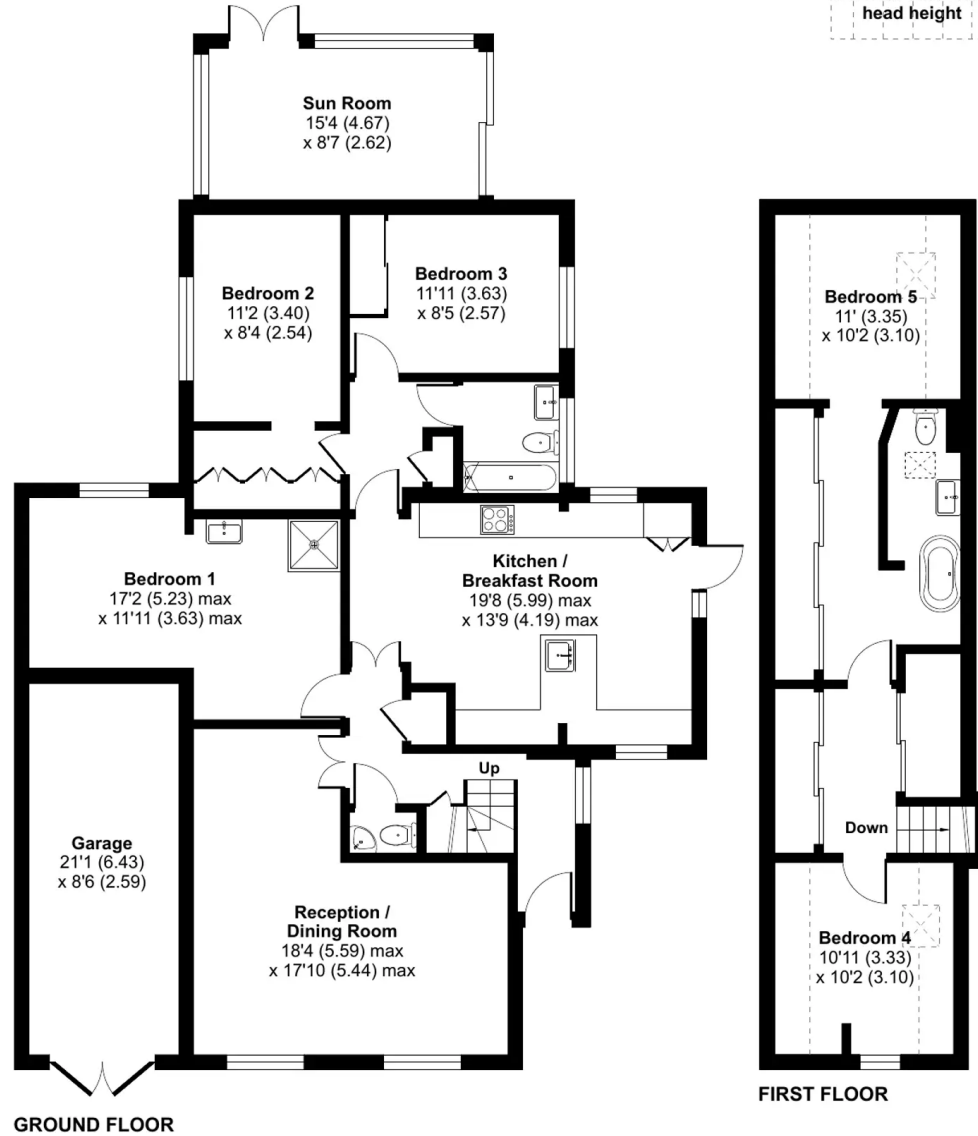 head height
Sun Room
15'4 (4.67)
x 8'7 (2.62)
Bedroom 2
11'2 (3.40)
x 8'4 (2.54)
Bedroom 3
11'11 (3.63)
x 8'5 (2.57)
Bedroom 5
11' (3.35)
x 10'2 (3.10)
Bedroom 1
17'2 (5.23) max
x 11'11 (3.63) max
Kitchen /
Breakfast Room
19'8 (5.99) max
x 13'9 (4.19) max
Up
Garage
21'1 (6.43)
x 8'6 (2.59)
Reception /
Dining Room
18'4 (5.59) max
x 17'10 (5.44) max
Down
Bedroom 4
10'11 (3.33)
x 10'2 (3.10)
FIRST FLOOR
GROUND FLOOR